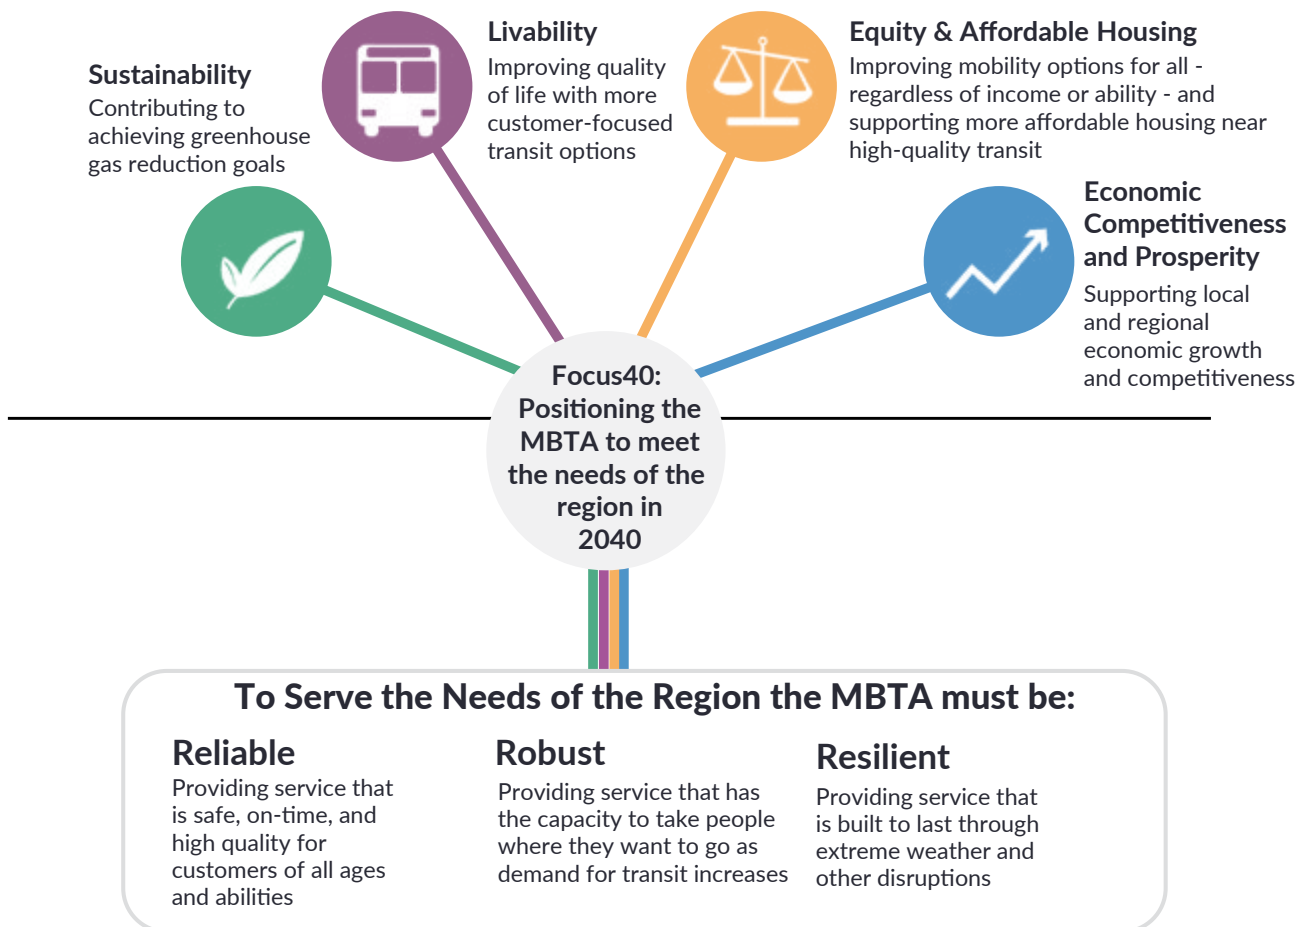 Sustainability
Contributing to
achieving greenhouse
gas reduction goals
Livability
Improving quality
of life with more
customer-focused
transit options
Equity & Affordable Housing
Improving mobility options for all -
regardless of income or ability - and
supporting more affordable housing near
high-quality transit
Economic
Competitiveness
and Prosperity
Supporting local
and regional
economic growth
and competitiveness
Focus40:
Positioning the
MBTA to meet
the needs of the
region in
2040
To Serve the Needs of the Region the MBTA must be:
Reliable
Providing service that
is safe, on-time, and
high quality for
customers of all ages
and abilities
Robust
Providing service that has
the capacity to take people
where they want to go as
demand for transit increases
Resilient
Providing service that
is built to last through
extreme weather and
other disruptions